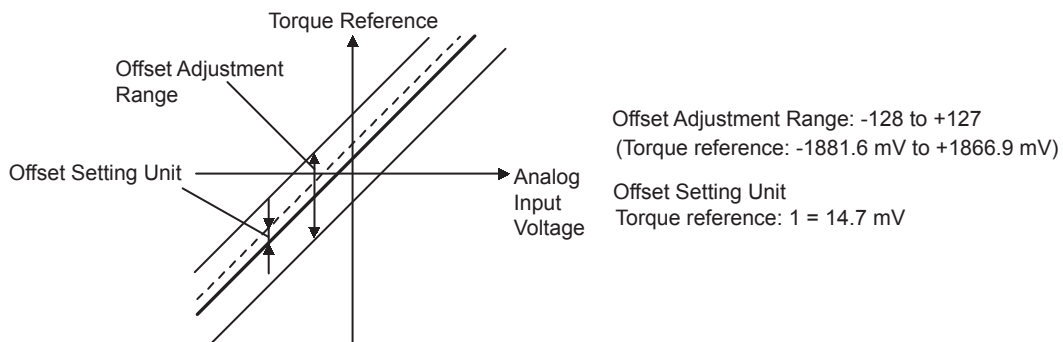 Torque Reference
Offset Adjustment
Range
Offset Setting Unit
Analog
Input
Voltage
Offset Adjustment Range: -128 to +127
(Torque reference: -1881.6 mV to +1866.9 mV)
Offset Setting Unit
Torque reference: 1 = 14.7 mV